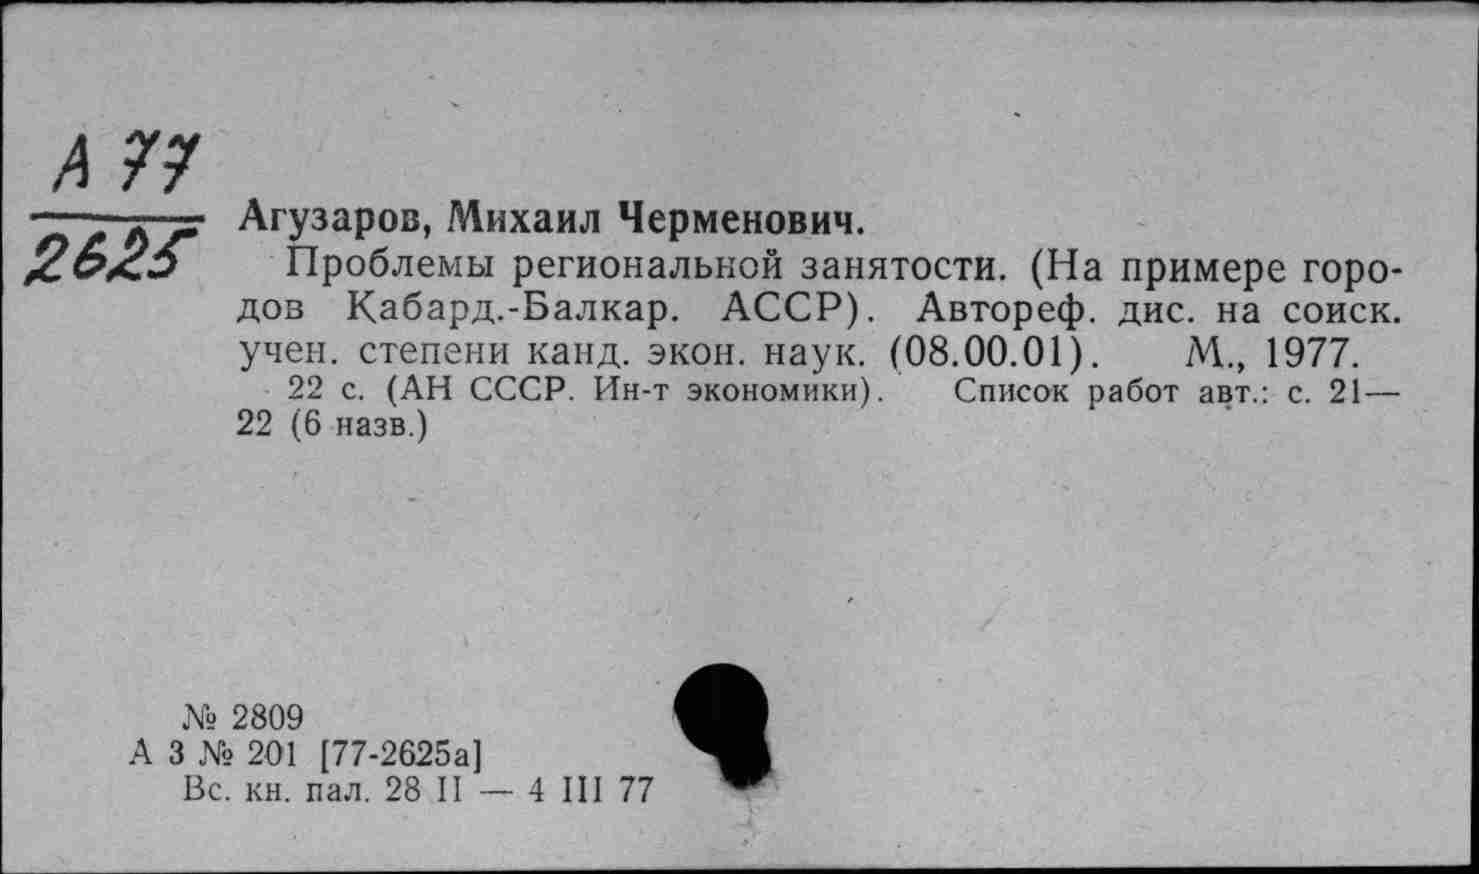 А 77
2625
Агузаров, Михаил Черменович.
Проблемы региональной занятости. (На примере горо-
дов Кабард.-Балкар. АССР). Автореф. дис. на соиск.
учен. степени канд. экон. наук. (08.00.01). М., 1977.
22 с. (АН СССР. Ин-т экономики). Список работ авт.: с. 21—
22 (6 назв.)
№ 2809
А 3 № 201 [77-2625а]
Вс. кн. пал. 28 II — 4 III 77